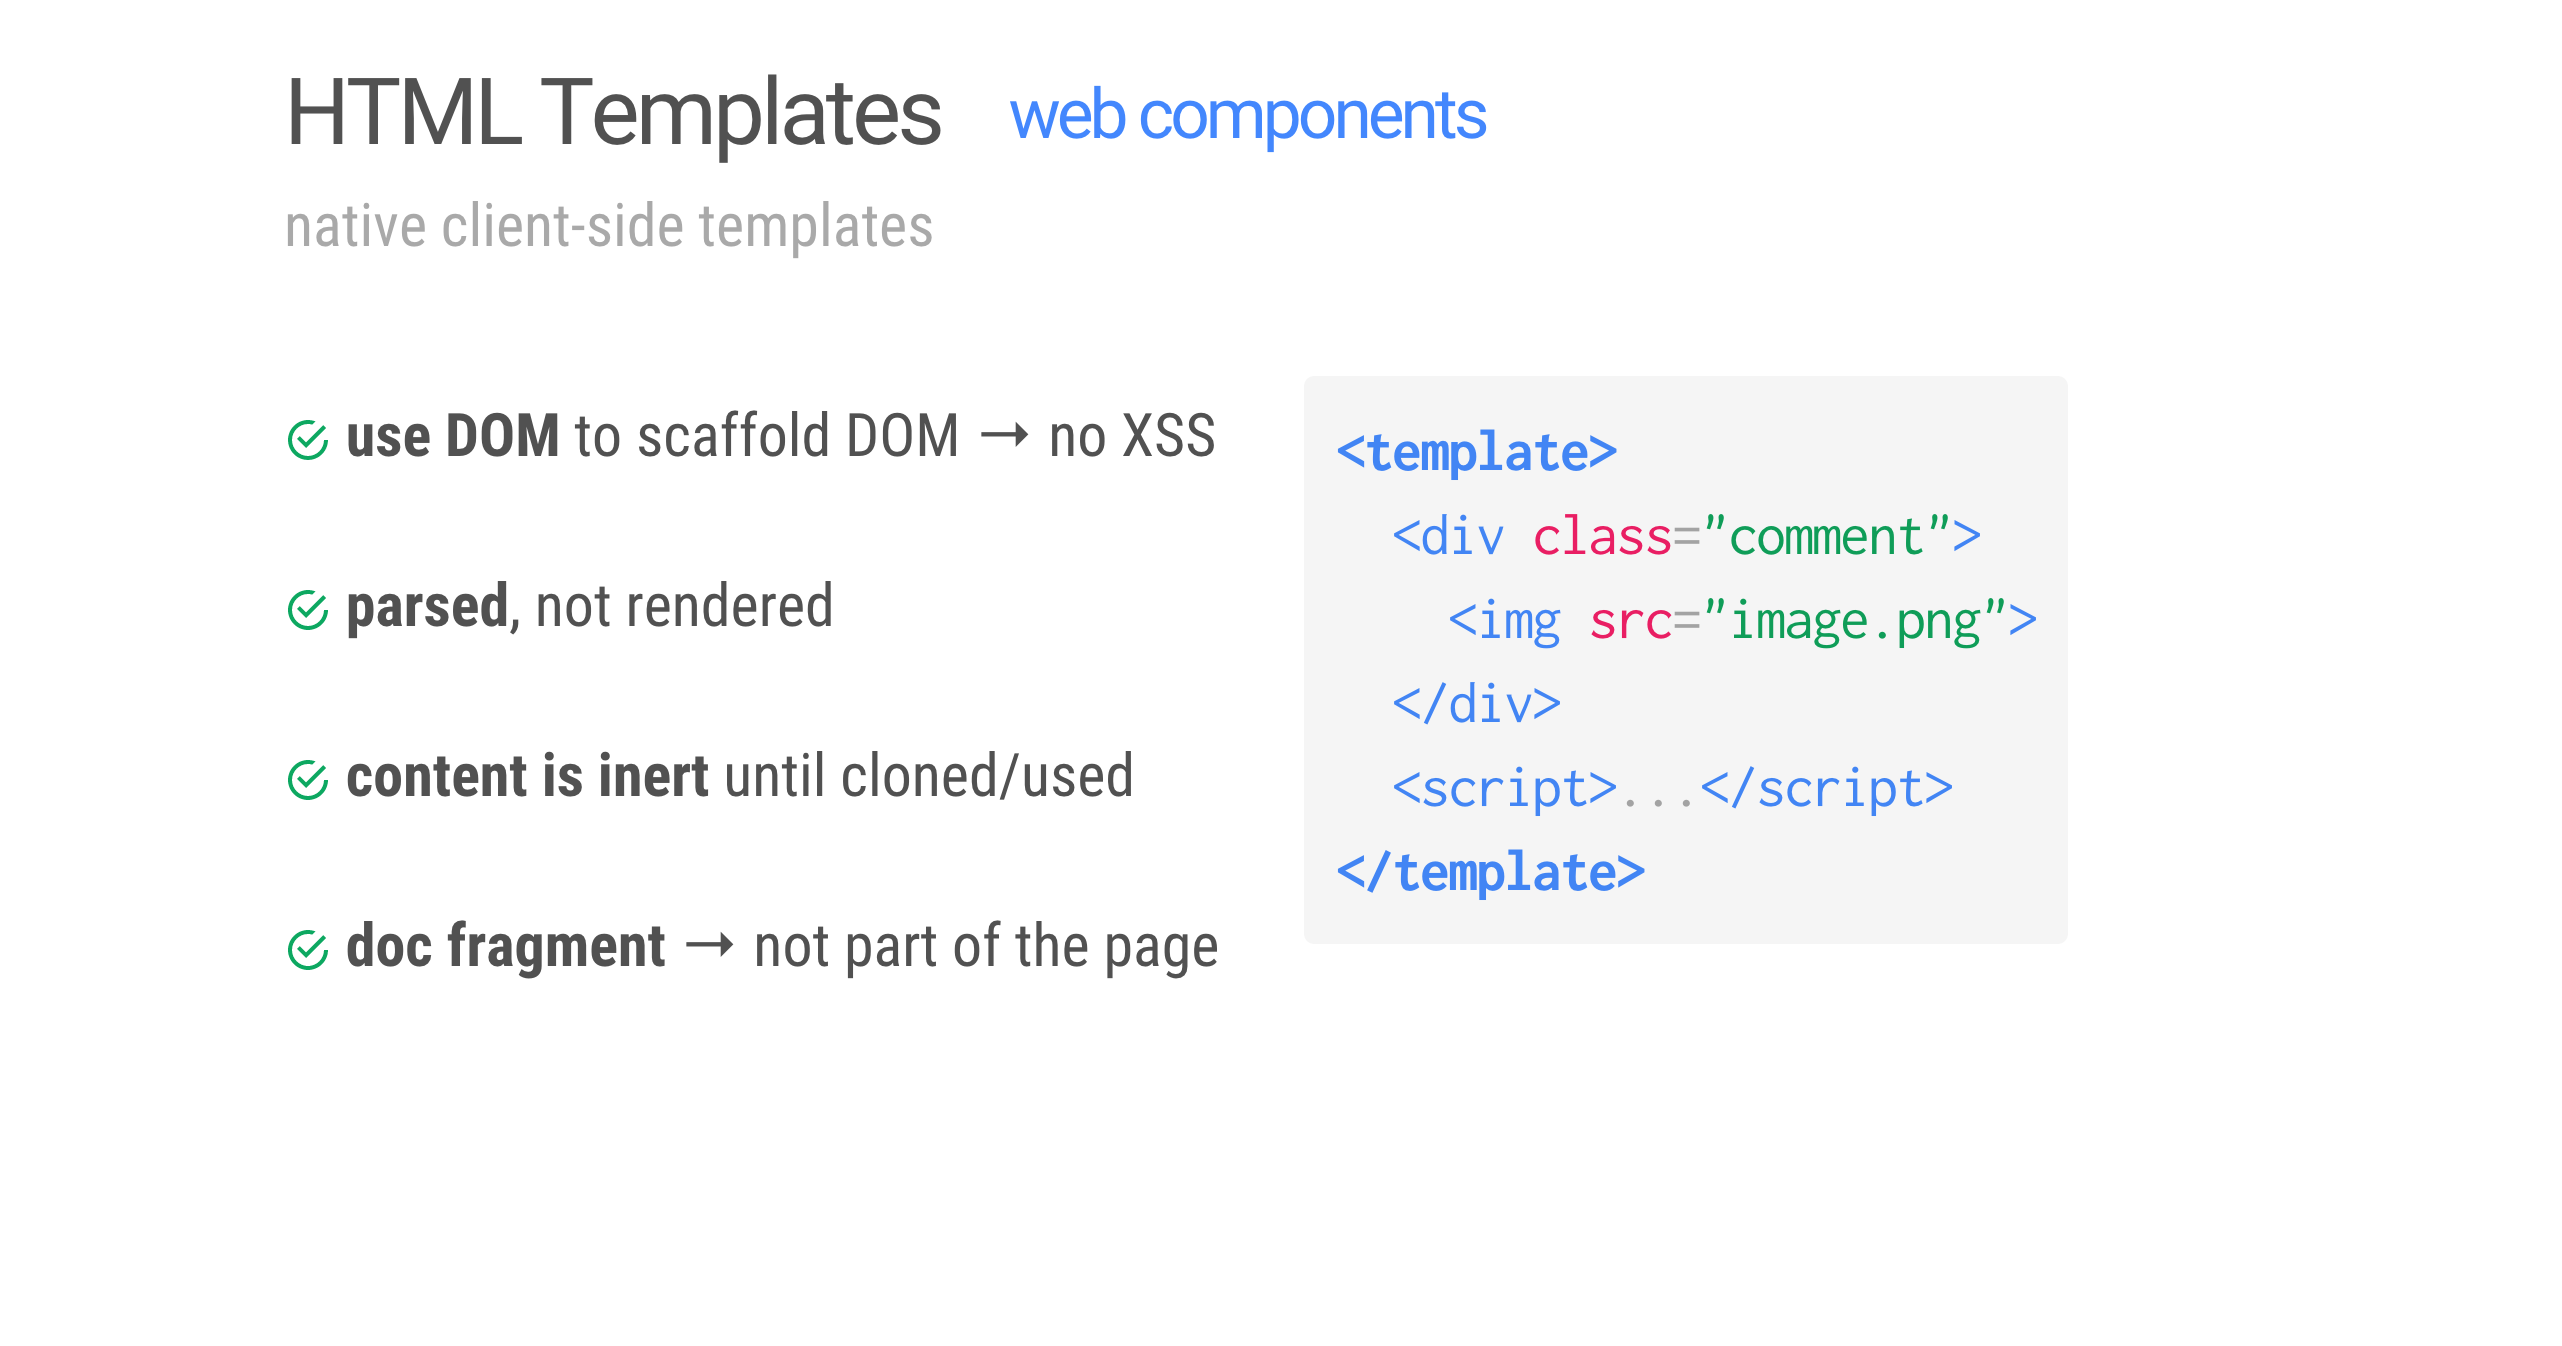 HTML Templates web components
native client-side templates
use DOM to scaffold DOM → no XSS
parsed, not rendered
content is inert until cloned/used
doc fragment → not part of the page
<template>
  <div class="comment">
    <img src="image.png">
  </div>
  <script>...</script>
</template>